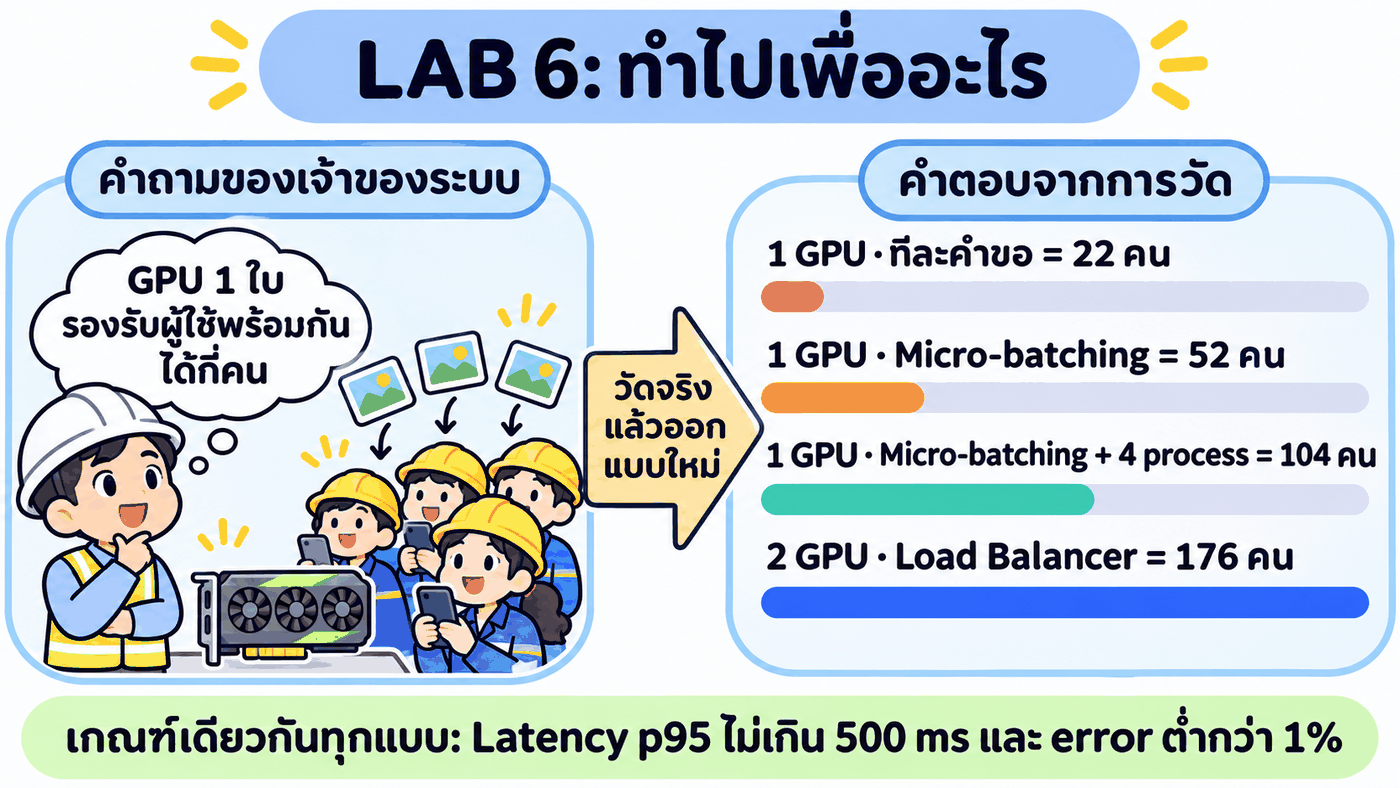 LAB 6: ทำไปเพื่ออะไร
คำถามของเจ้าของระบบ
GPU 1 ใบ
รองรับผู้ใช้พร้อมกัน
ได้กี่คน
วัดจริง
แล้วออก
แบบใหม่
คำตอบจากการวัด
1 GPU · ทีละคำขอ = 22 คน
1 GPU · Micro-batching = 52 คน
1 GPU · Micro-batching + 4 process = 104 คน
2 GPU · Load Balancer = 176 คน
เกณฑ์เดียวกันทุกแบบ: Latency p95 ไม่เกิน 500 ms และ error ต่ำกว่า 1%